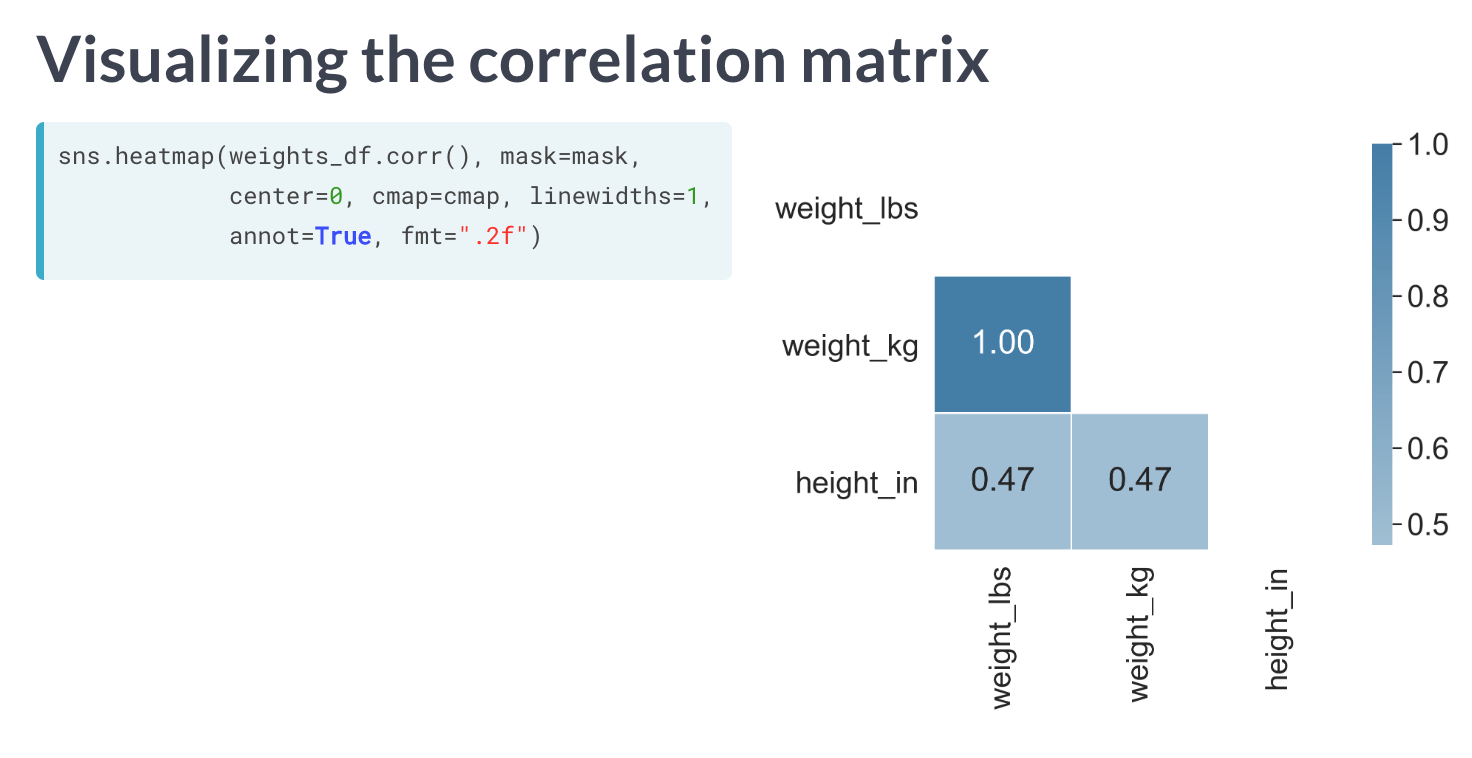 Visualizing the correlation matrix
sns.heatmap(weights_df.corr(), mask=mask,
            center=0, cmap=cmap, linewidths=1,
            annot=True, fmt=".2f")
weight_lbs
weight_kg
1.00
height_in
0.47
0.47
weight_lbs
weight_kg
height_in
1.0
0.9
0.8
0.7
0.6
0.5